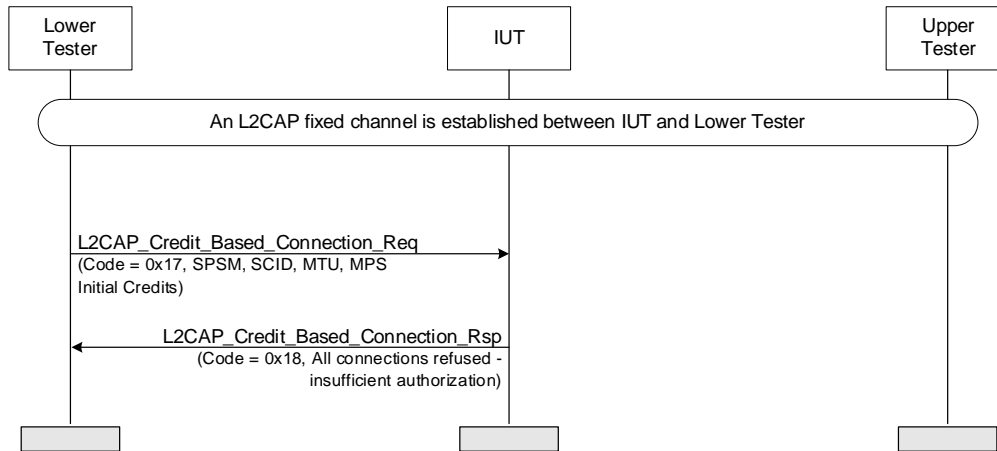 Lower
Tester
IUT
Upper
Tester
An L2CAP fixed channel is established between IUT and Lower Tester
L2CAP_Credit_Based_Connection_Req
(Code = 0x17, SPSM, SCID, MTU, MPS
Initial Credits)
L2CAP_Credit_Based_Connection_Rsp
(Code = 0x18, All connections refused -
insufficient authorization)